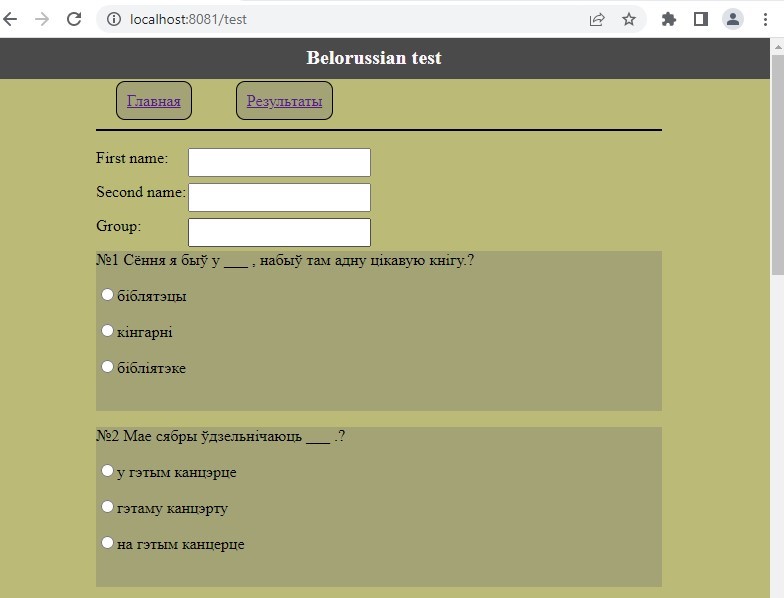 localhost:8081/test
Belorussian test
Главная Результаты
First name:
Second name:
Group:
№1 Сёння я быў у ___ , набыў там адну цікавую кнігу.?
біблятэцы
кінгарні
бібліятэке
№2 Мае сябры ўдзельнічаюць ___ .?
у гэтым канцэрце
гэтаму канцэрту
на гэтым канцерце